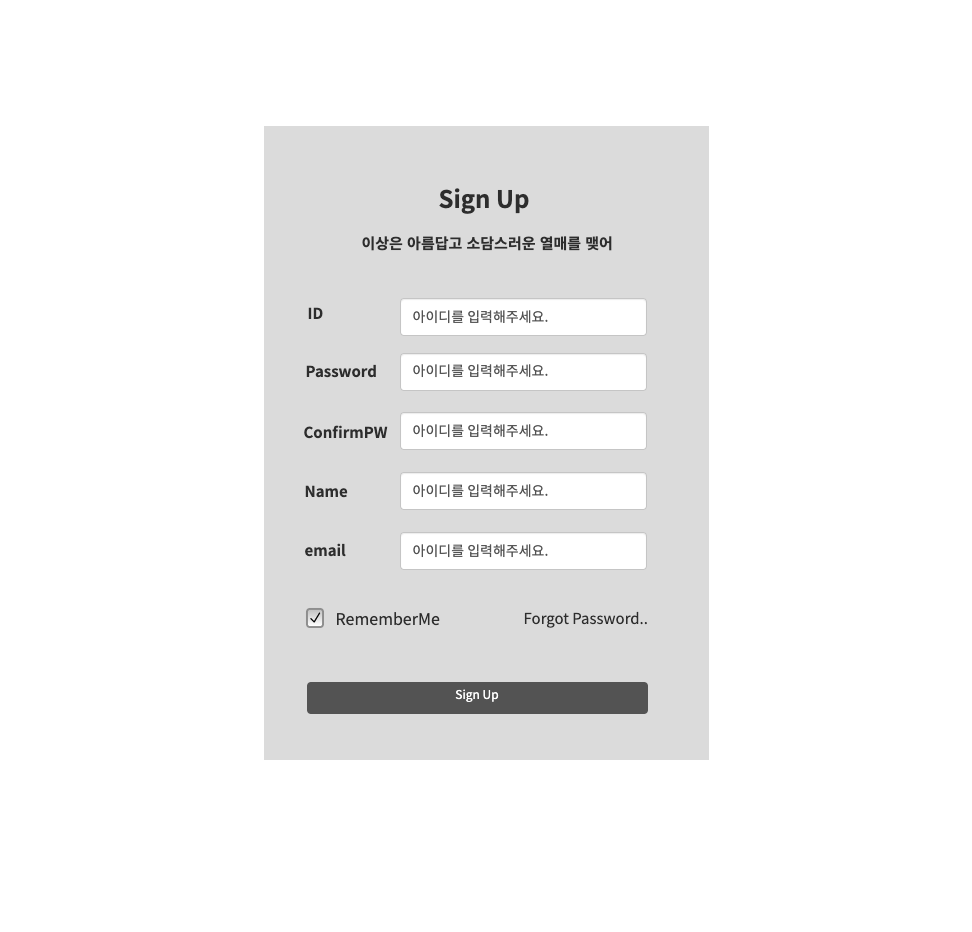 Sign Up
이상은 아름답고 소담스러운 열매를 맺어
ID 아이디를 입력해주세요.
Password 아이디를 입력해주세요.
ConfirmPW 아이디를 입력해주세요.
Name 아이디를 입력해주세요.
email 아이디를 입력해주세요.
RememberMe Forgot Password..
Sign Up